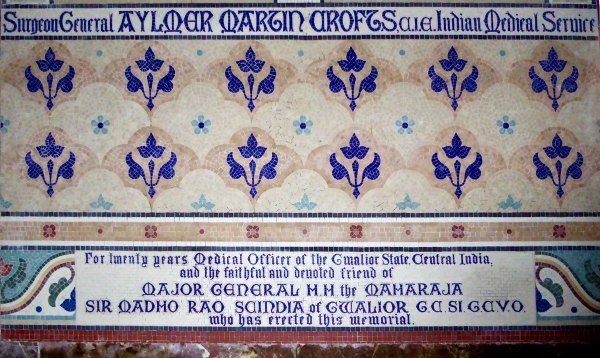 Surgeon General AYLMER MARTIN CROFTS, C.I.E. Indian Medical Service
For twenty years Medical Officer of the Gwalior State, Central India,
and the faithful and devoted friend of
MAJOR GENERAL H.H. the MAHARAJA
SIR MADHO RAO SCINDIA of GWALIOR G.C.S.I. G.C.V.O.
who has erected this memorial.